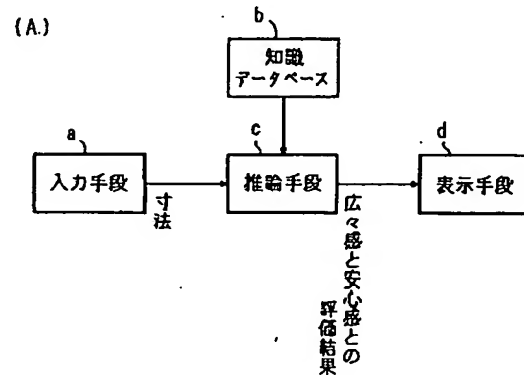 (A.)
b
知識
データベース
a
c
d
入力手段
推論手段
表示手段
寸法
広々感と安心感との
評価結果